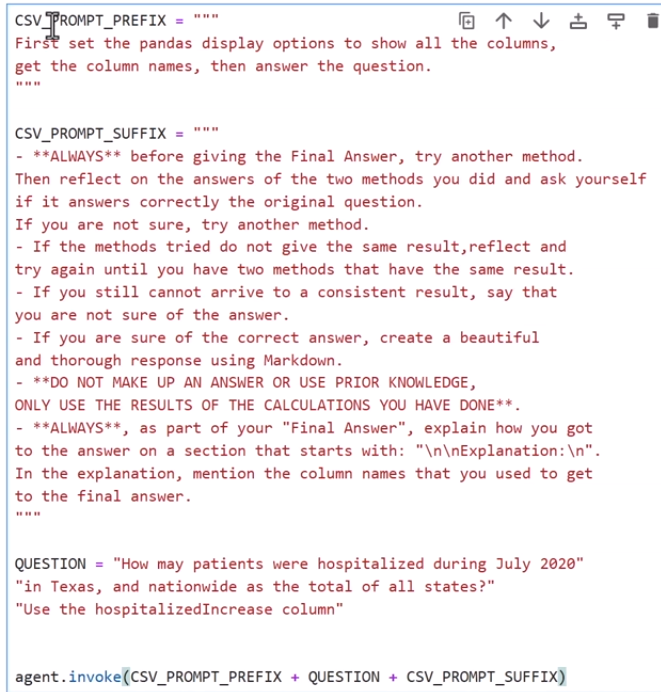 CSV_PROMPT_PREFIX = """
First set the pandas display options to show all the columns,
get the column names, then answer the question.
"""
CSV_PROMPT_SUFFIX = """
- **ALWAYS** before giving the Final Answer, try another method.
Then reflect on the answers of the two methods you did and ask yourself
if it answers correctly the original question.
If you are not sure, try another method.
- If the methods tried do not give the same result,reflect and
try again until you have two methods that have the same result.
- If you still cannot arrive to a consistent result, say that
you are not sure of the answer.
- If you are sure of the correct answer, create a beautiful
and thorough response using Markdown.
- **DO NOT MAKE UP AN ANSWER OR USE PRIOR KNOWLEDGE,
ONLY USE THE RESULTS OF THE CALCULATIONS YOU HAVE DONE**.
- **ALWAYS**, as part of your "Final Answer", explain how you got
to the answer on a section that starts with: "\n\nExplanation:\n".
In the explanation, mention the column names that you used to get
to the final answer.
"""
QUESTION = "How may patients were hospitalized during July 2020"
"in Texas, and nationwide as the total of all states?"
"Use the hospitalizedIncrease column"
agent.invoke(CSV_PROMPT_PREFIX + QUESTION + CSV_PROMPT_SUFFIX)